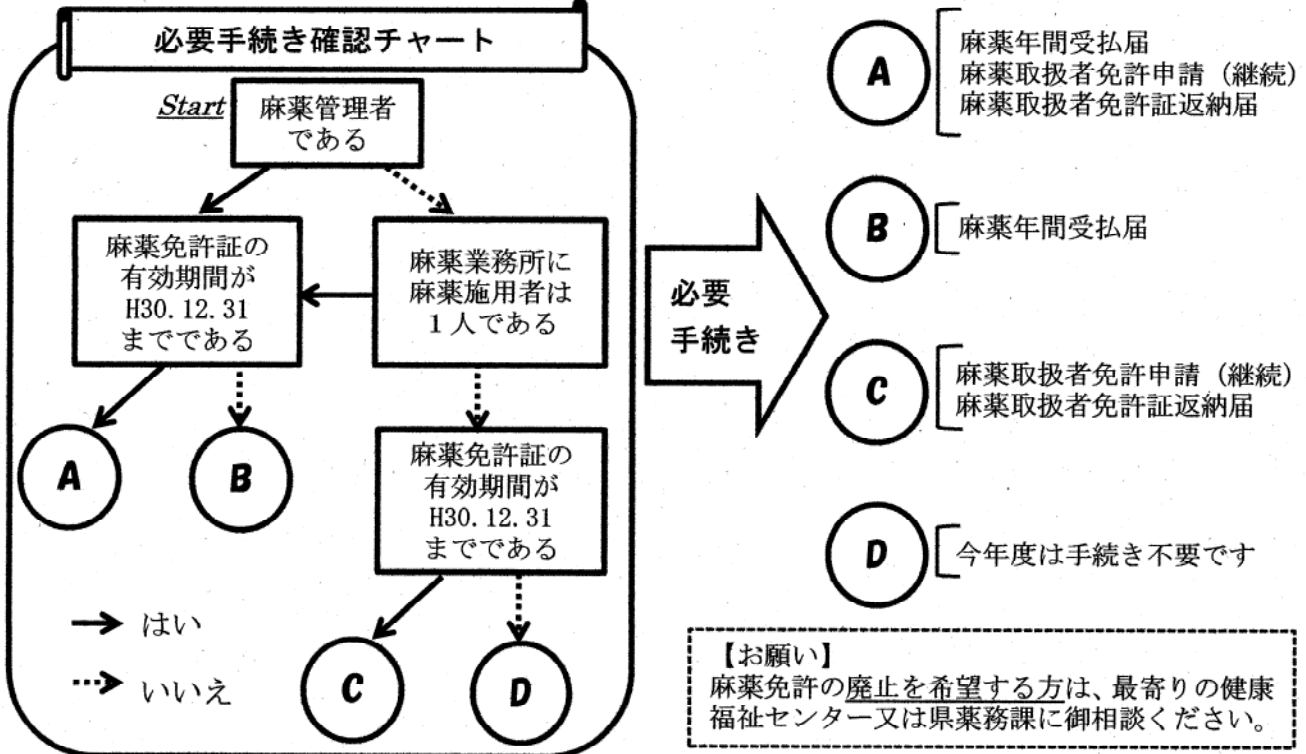 必要手続き確認チャート
Start
麻薬管理者
である
麻薬免許証の
有効期間が
H30.12.31
までである
麻薬業務所に
麻薬施用者は
1人である
A
B
麻薬免許証の
有効期間が
H30.12.31
までである
C
D
はい
いいえ
必要
手続き
A
麻薬年間受払届
麻薬取扱者免許申請（継続）
麻薬取扱者免許証返納届
B
麻薬年間受払届
C
麻薬取扱者免許申請（継続）
麻薬取扱者免許証返納届
D
今年度は手続き不要です
【お願い】
麻薬免許の廃止を希望する方は、最寄りの健康
福祉センター又は県薬務課に御相談ください。